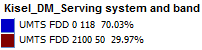 Kisel_DM_Serving system and band
UMTS FDD 0 118 70.03%
UMTS FDD 2100 50 29.97%